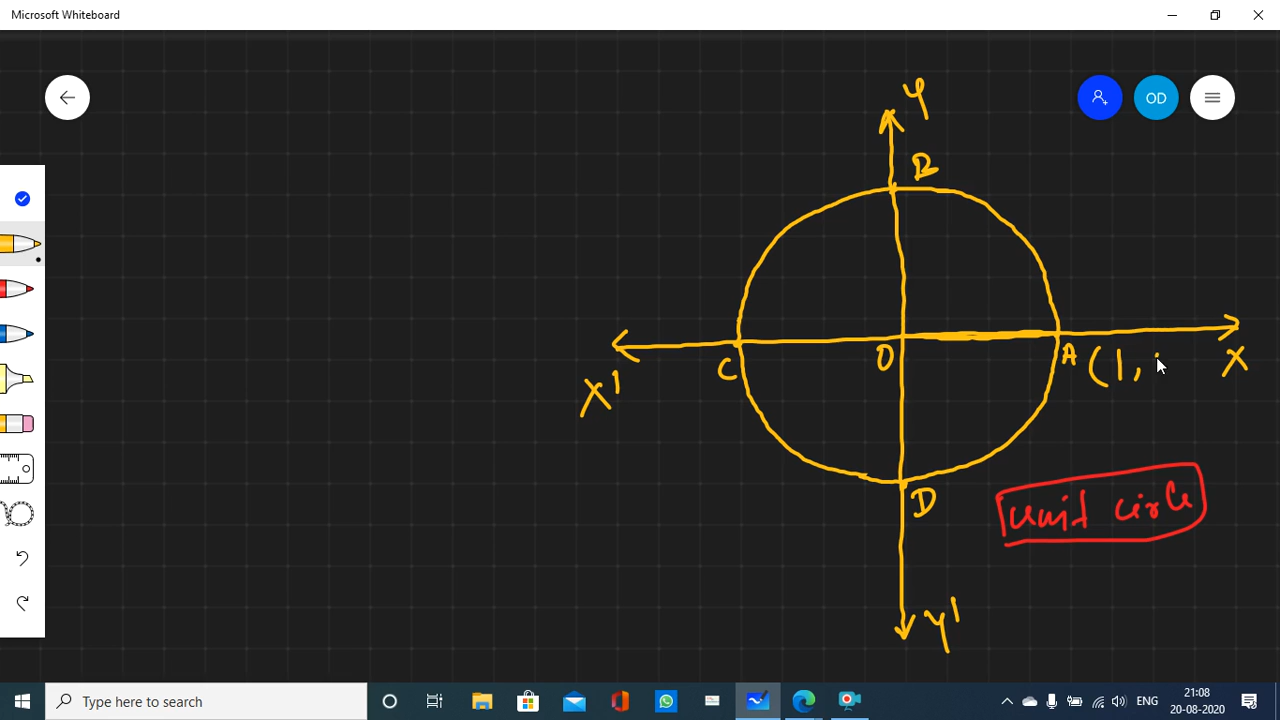 Microsoft Whiteboard
Y
B
OD
O
A (1,
X
C
X'
D
unit circle
Y'
Type here to search
ENG
21:08
20-08-2020